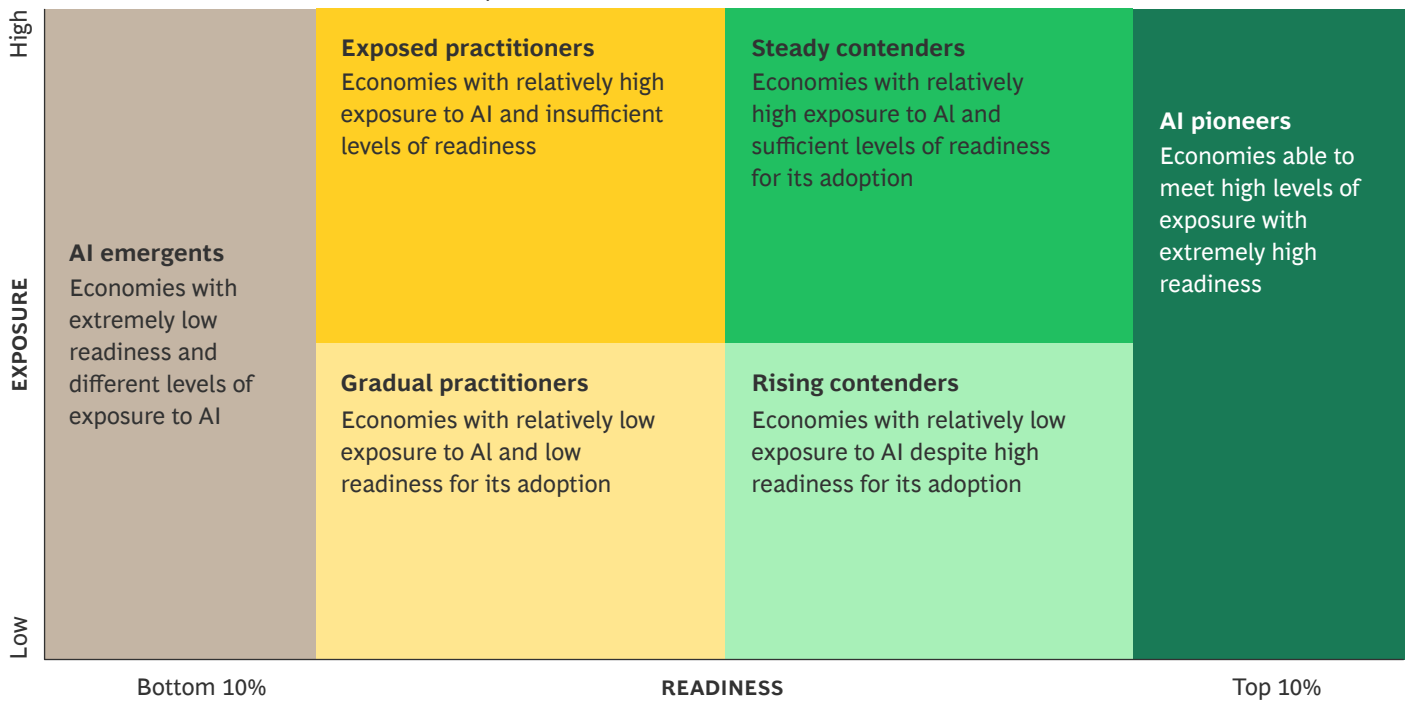 High
EXPOSURE
Low
AI emergents
Economies with
extremely low
readiness and
different levels of
exposure to AI
Exposed practitioners
Economies with relatively high
exposure to AI and insufficient
levels of readiness
Steady contenders
Economies with relatively
high exposure to AI and
sufficient levels of readiness
for its adoption
AI pioneers
Economies able to
meet high levels of
exposure with
extremely high
readiness
Gradual practitioners
Economies with relatively low
exposure to AI and low
readiness for its adoption
Rising contenders
Economies with relatively low
exposure to AI despite high
readiness for its adoption
Bottom 10%
READINESS
Top 10%